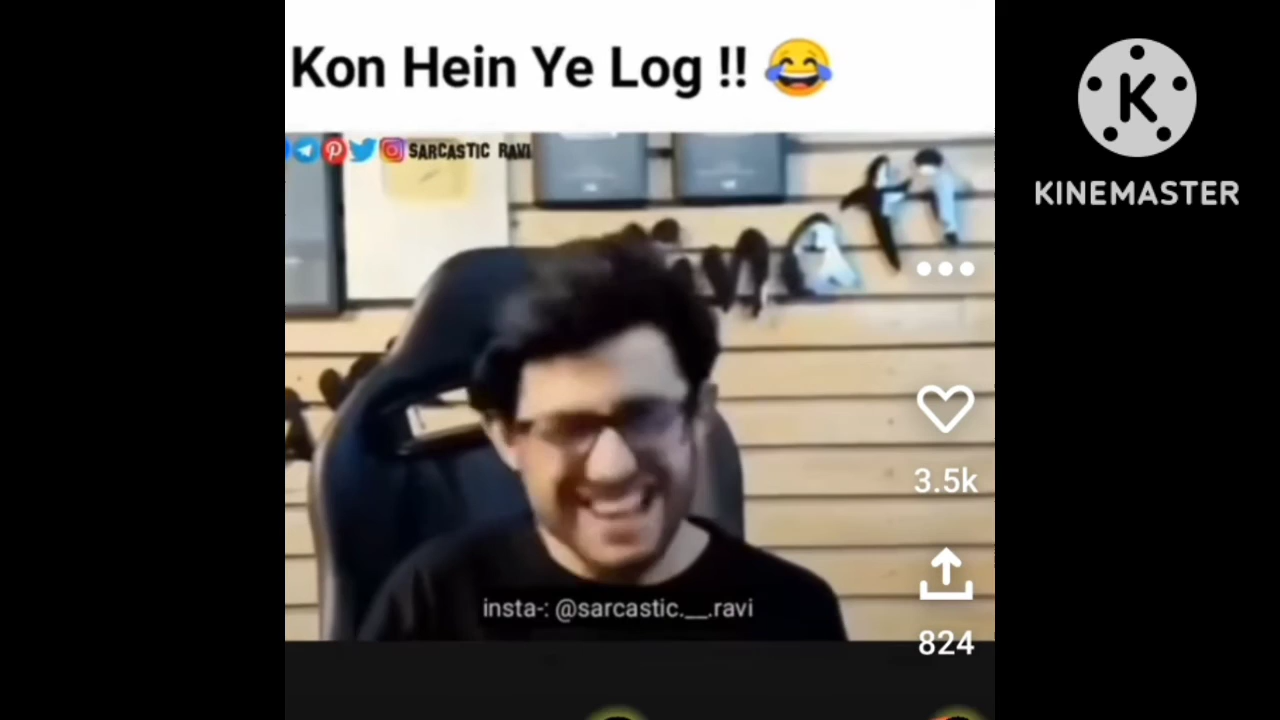 Kon Hein Ye Log !! 😂
KINEMASTER
SARCASTIC RAVI
3.5k
insta-: @sarcastic.__.ravi
824